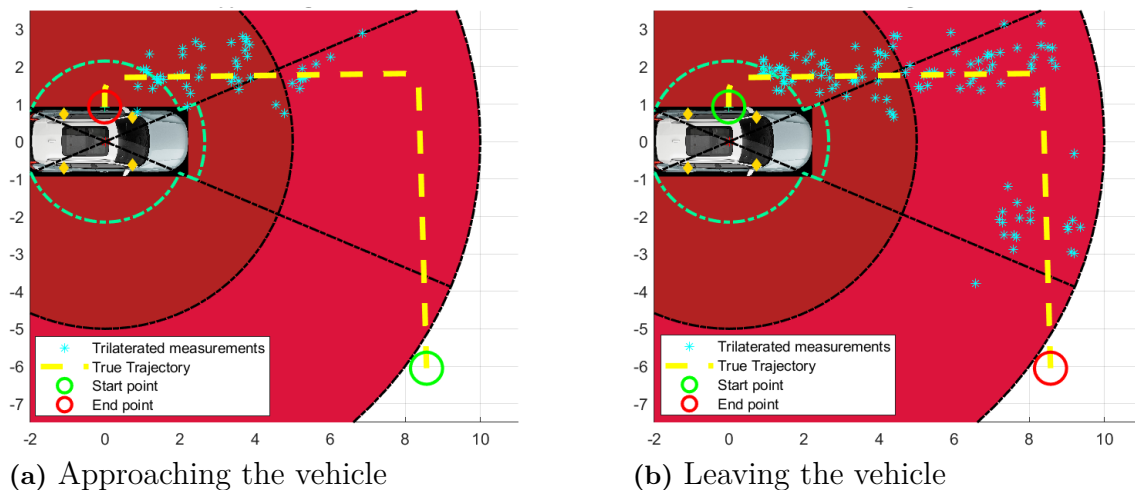 3
2
1
0
-1
-2
-3
-4
-5
-6
-7
-2 0 2 4 6 8 10
Trilaterated measurements
True Trajectory
Start point
End point
(a) Approaching the vehicle
3
2
1
0
-1
-2
-3
-4
-5
-6
-7
-2 0 2 4 6 8 10
Trilaterated measurements
True Trajectory
Start point
End point
(b) Leaving the vehicle